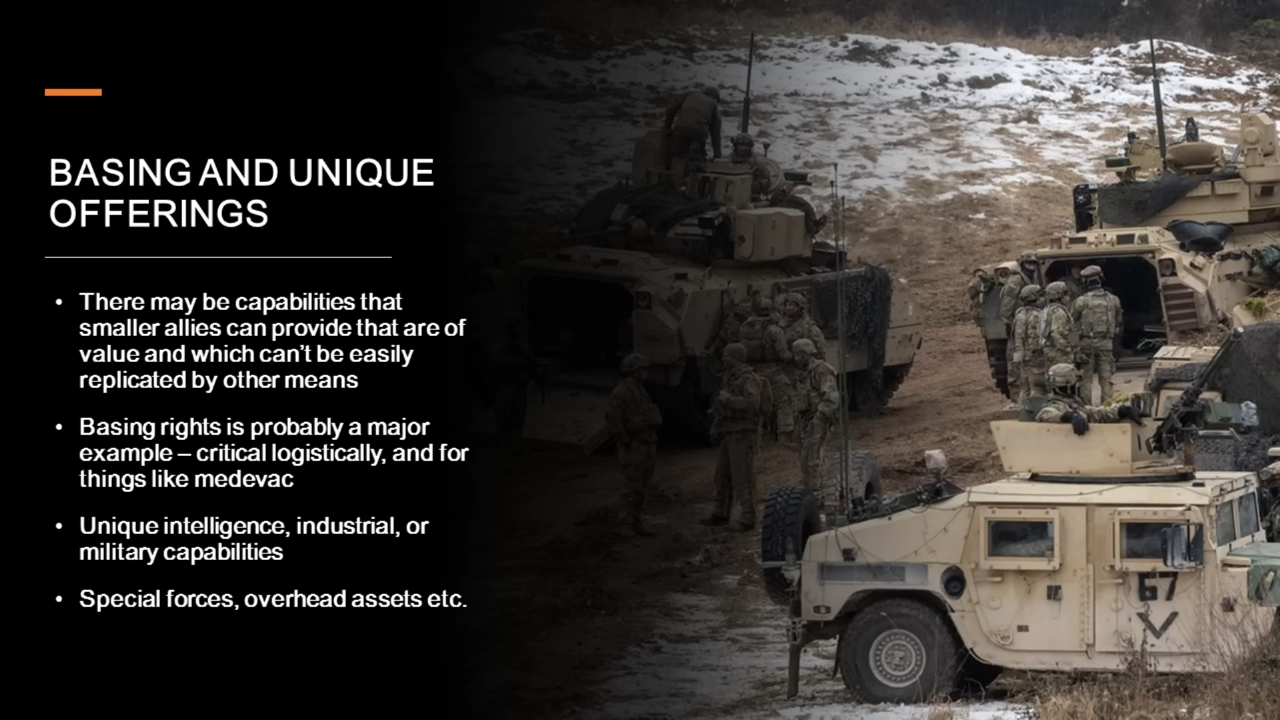 BASING AND UNIQUE
OFFERINGS
• There may be capabilities that
smaller allies can provide that are of
value and which can't be easily
replicated by other means
• Basing rights is probably a major
example – critical logistically, and for
things like medevac
• Unique intelligence, industrial, or
military capabilities
• Special forces, overhead assets etc.
67